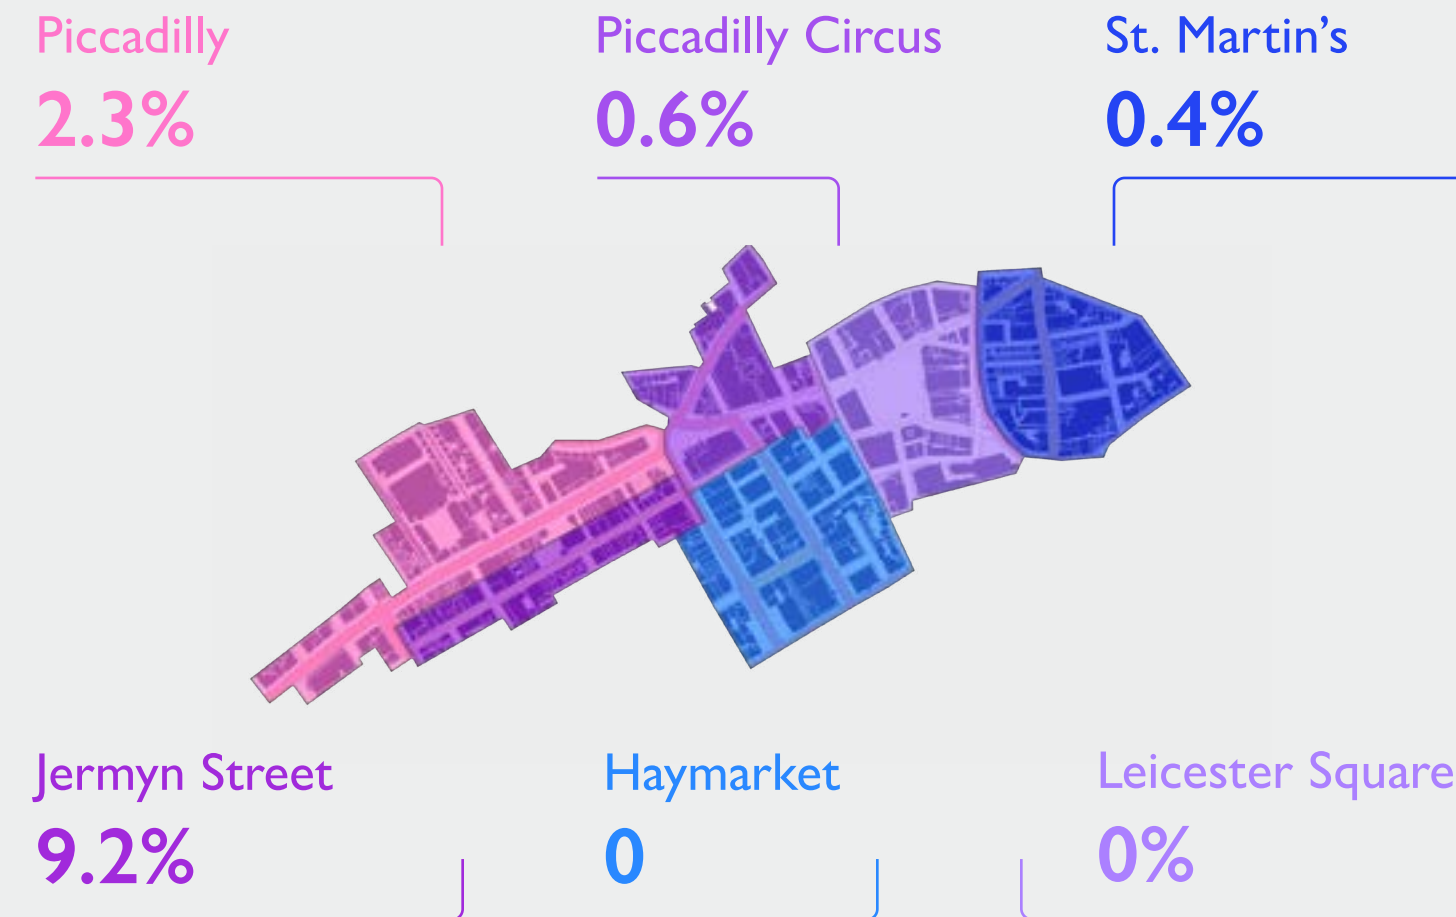 Piccadilly
2.3%
Piccadilly Circus
0.6%
St. Martin’s
0.4%
Jermyn Street
9.2%
Haymarket
0
Leicester Square
0%